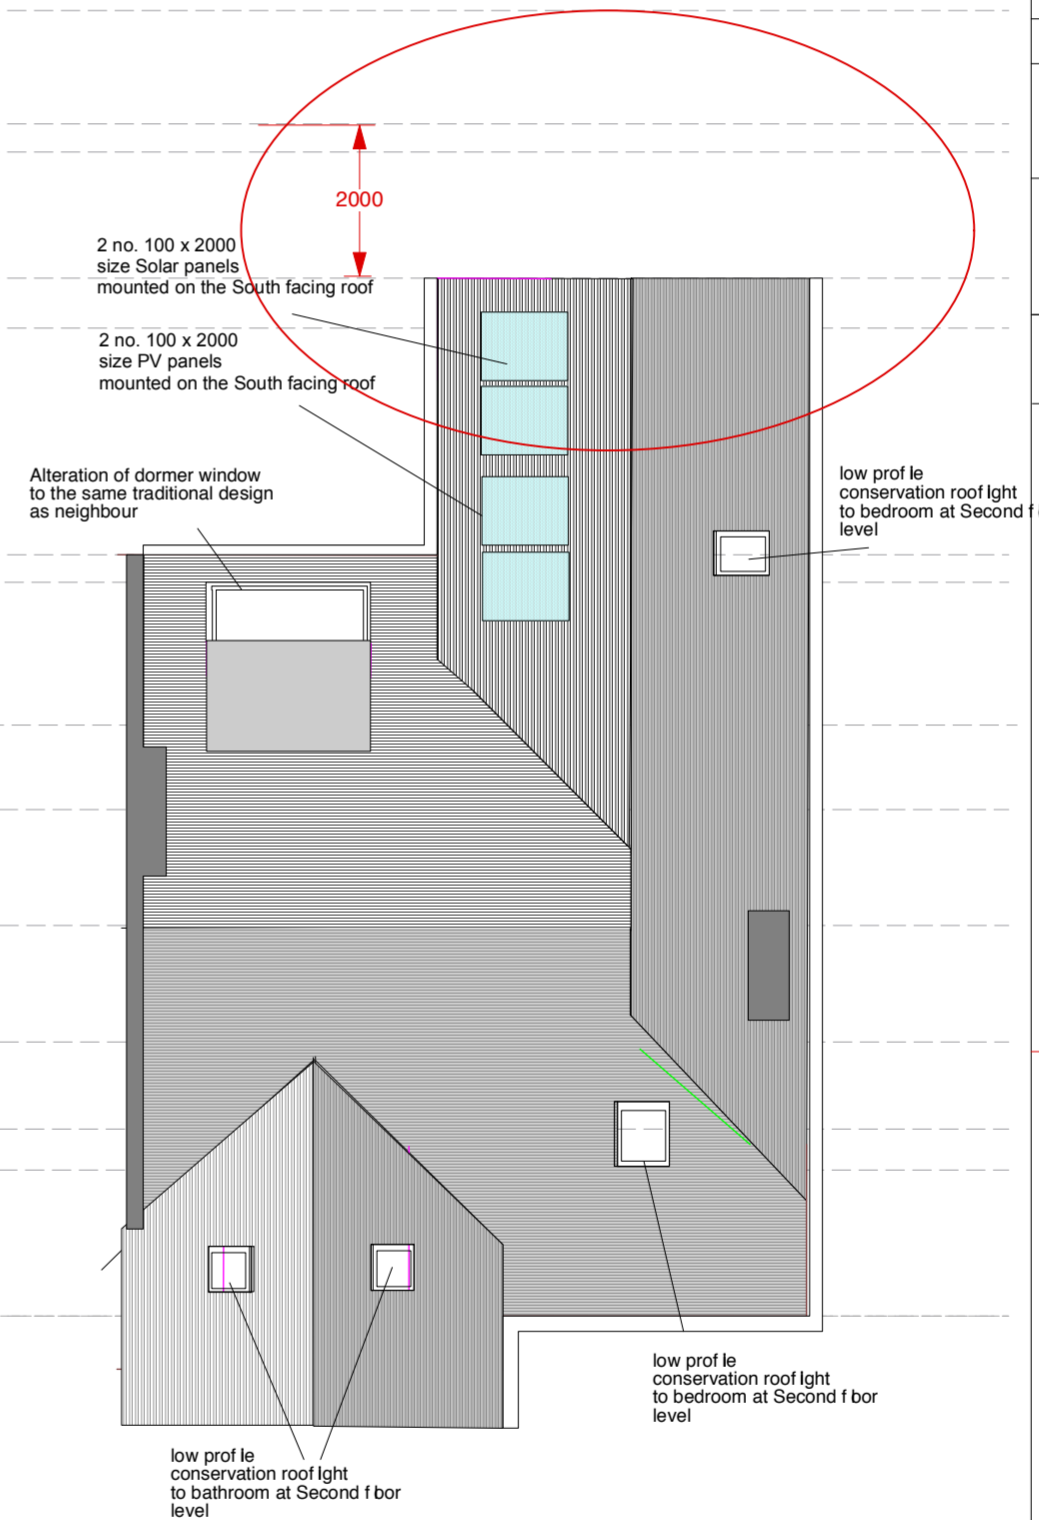 2000
2 no. 100 x 2000
size Solar panels
mounted on the South facing roof
2 no. 100 x 2000
size PV panels
mounted on the South facing roof
Alteration of dormer window
to the same traditional design
as neighbour
low prof le
conservation roof lght
to bedroom at Second f
level
low prof le
conservation roof lght
to bedroom at Second f bor
level
low prof le
conservation roof lght
to bathroom at Second f bor
level